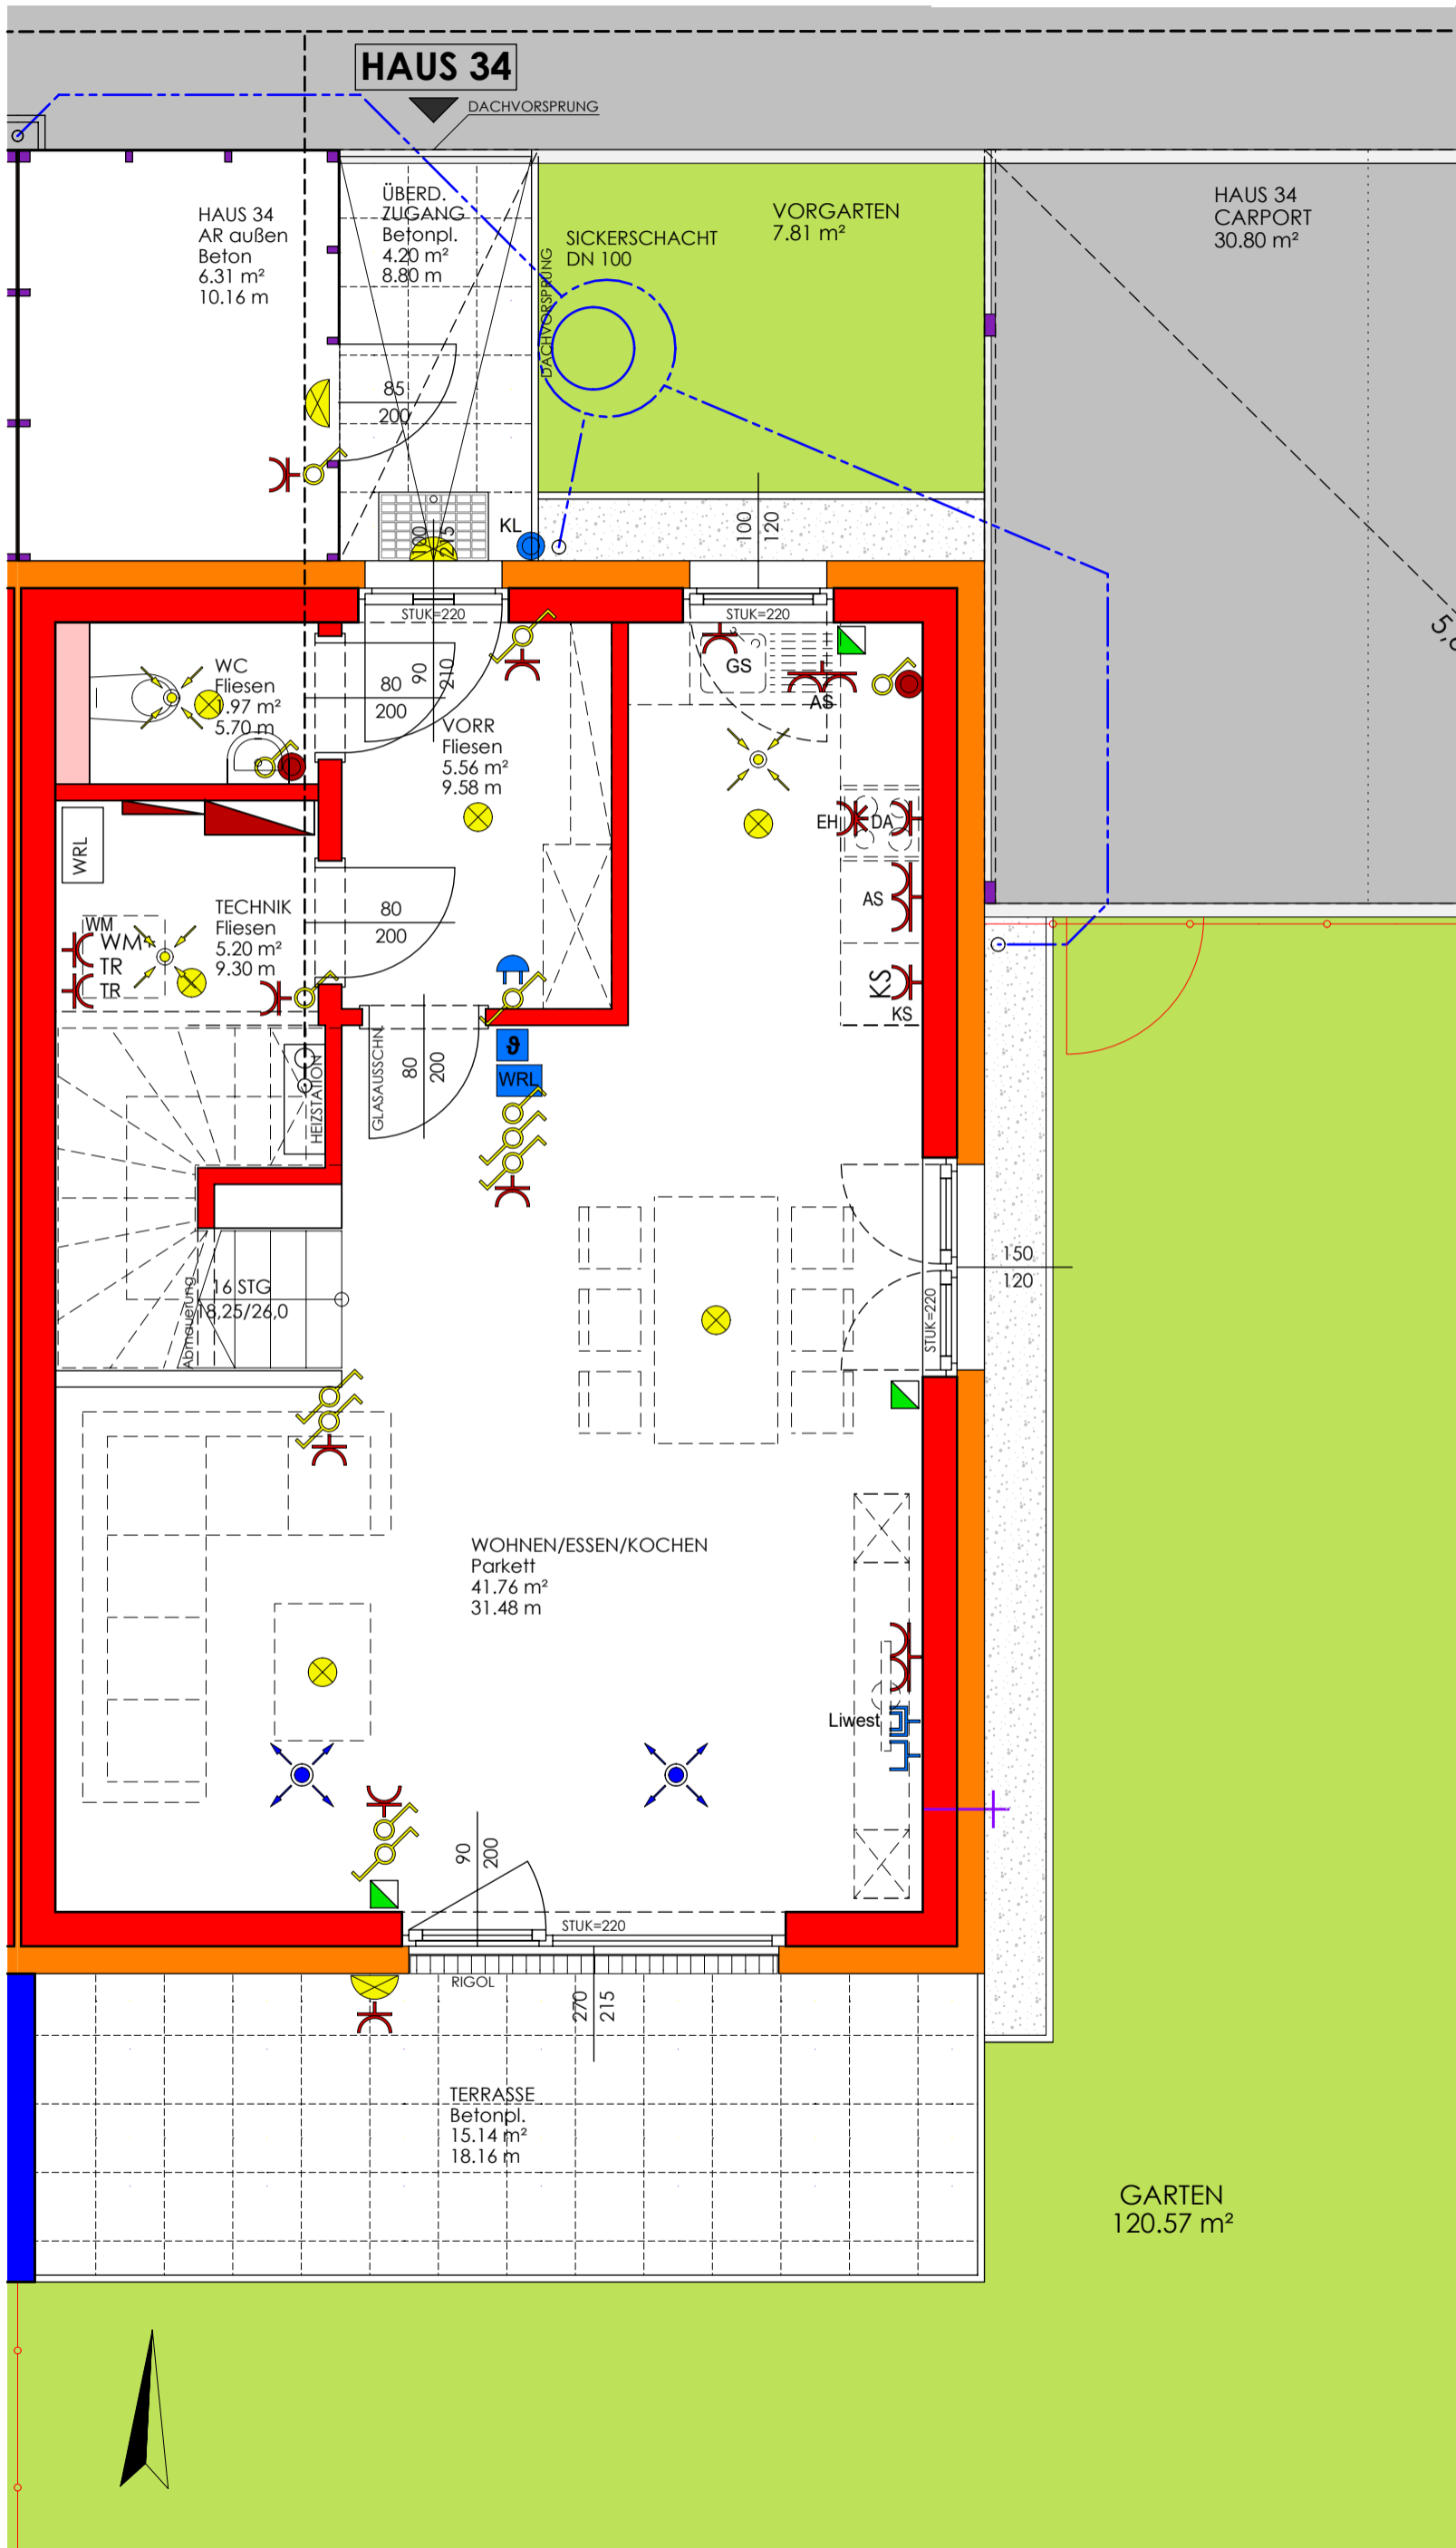 HAUS 34
DACHVORSPRUNG
HAUS 34
AR außen
Beton
6.31 m²
10.16 m
ÜBERD.
ZUGANG
Betonpl.
4.20 m²
8.80 m
DACHVORSPRUNG
SICKERSCHACHT
DN 100
VORGARTEN
7.81 m²
HAUS 34
CARPORT
30.80 m²
85
200
KL
100
120
STUK=220
STUK=220
WC
Fliesen
1.97 m²
5.70 m
80
200
90
210
VORR
Fliesen
5.56 m²
9.58 m
GS
AS
EH
DA
AS
KS
KS
WRL
TECHNIK
Fliesen
5.20 m²
9.30 m
WM
WM
TR
TR
80
200
HEIZSTATION
GLASAUSSCHN
80
200
ϑ
WRL
Abmauerung
16 STG
18,25/26,0
150
120
STUK=220
WOHNEN/ESSEN/KOCHEN
Parkett
41.76 m²
31.48 m
Liwest
90
200
STUK=220
RIGOL
270
215
TERRASSE
Betonpl.
15.14 m²
18.16 m
GARTEN
120.57 m²